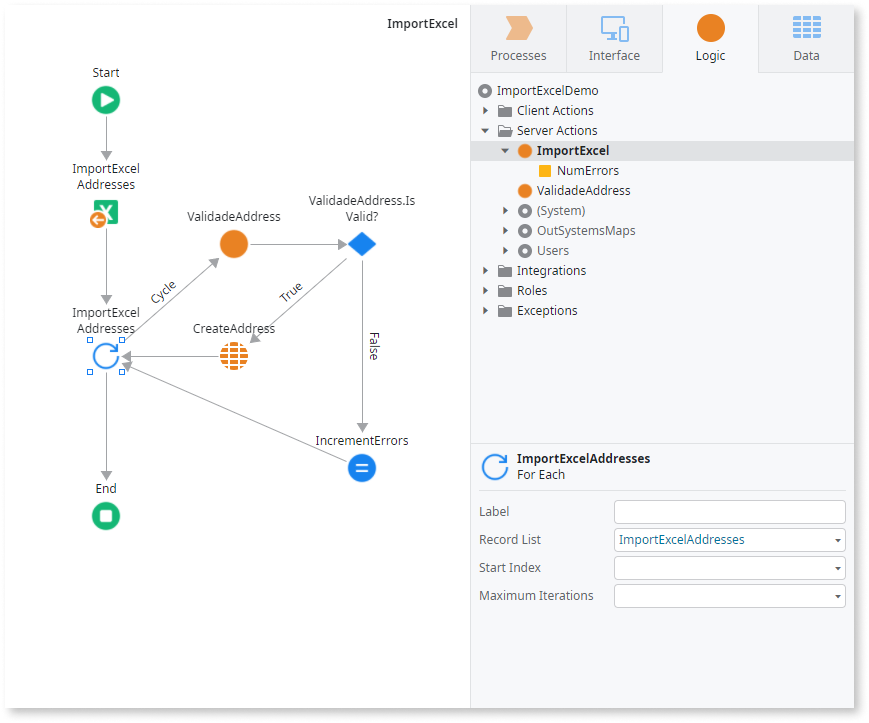 ImportExcel
Start
ImportExcel
Addresses
ValidadeAddress
ValidadeAddress.Is
Valid?
Cycle
True
False
ImportExcel
Addresses
CreateAddress
IncrementErrors
End
Processes
Interface
Logic
Data
ImportExcelDemo
Client Actions
Server Actions
ImportExcel
NumErrors
ValidadeAddress
(System)
OutSystemsMaps
Users
Integrations
Roles
Exceptions
ImportExcelAddresses
For Each
Label
Record List
ImportExcelAddresses
Start Index
Maximum Iterations